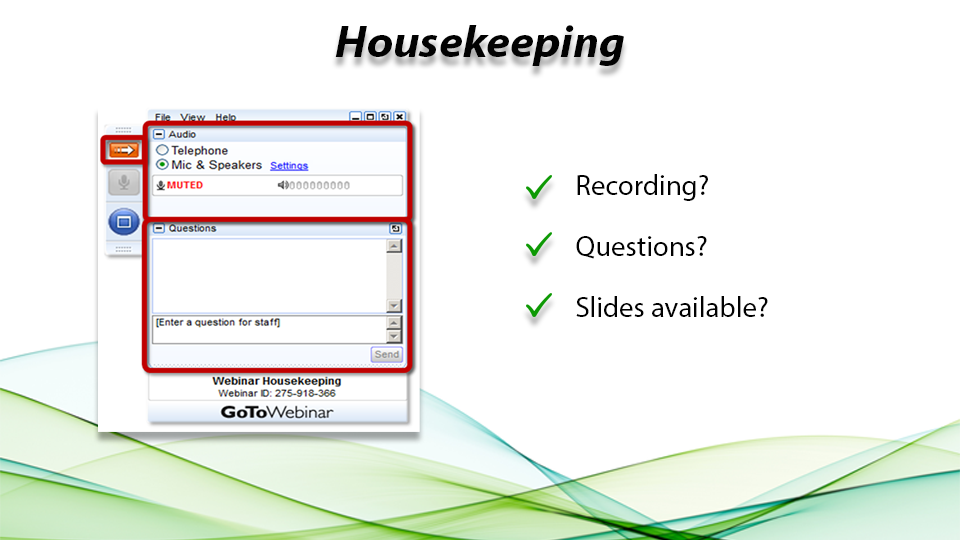 Housekeeping
File View Help
Audio
Telephone
Mic & Speakers Settings
MUTED
Questions
[Enter a question for staff]
Send
Webinar Housekeeping
Webinar ID: 275-918-366
GoToWebinar
Recording?
Questions?
Slides available?